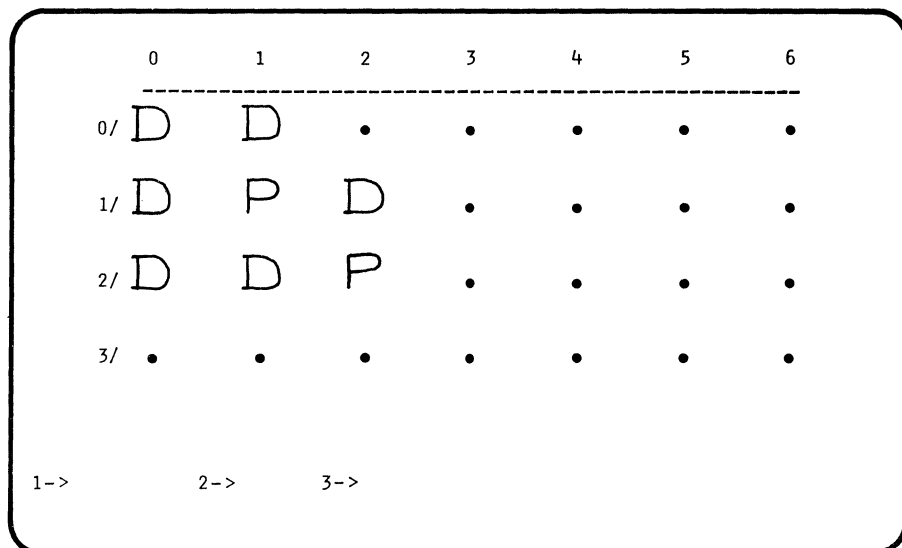 0 1 2 3 4 5 6
--------------------------------------------------------------
0/ D D • • • • •
1/ D P D • • • •
2/ D D P • • • •
3/ • • • • • • •
1-> 2-> 3->